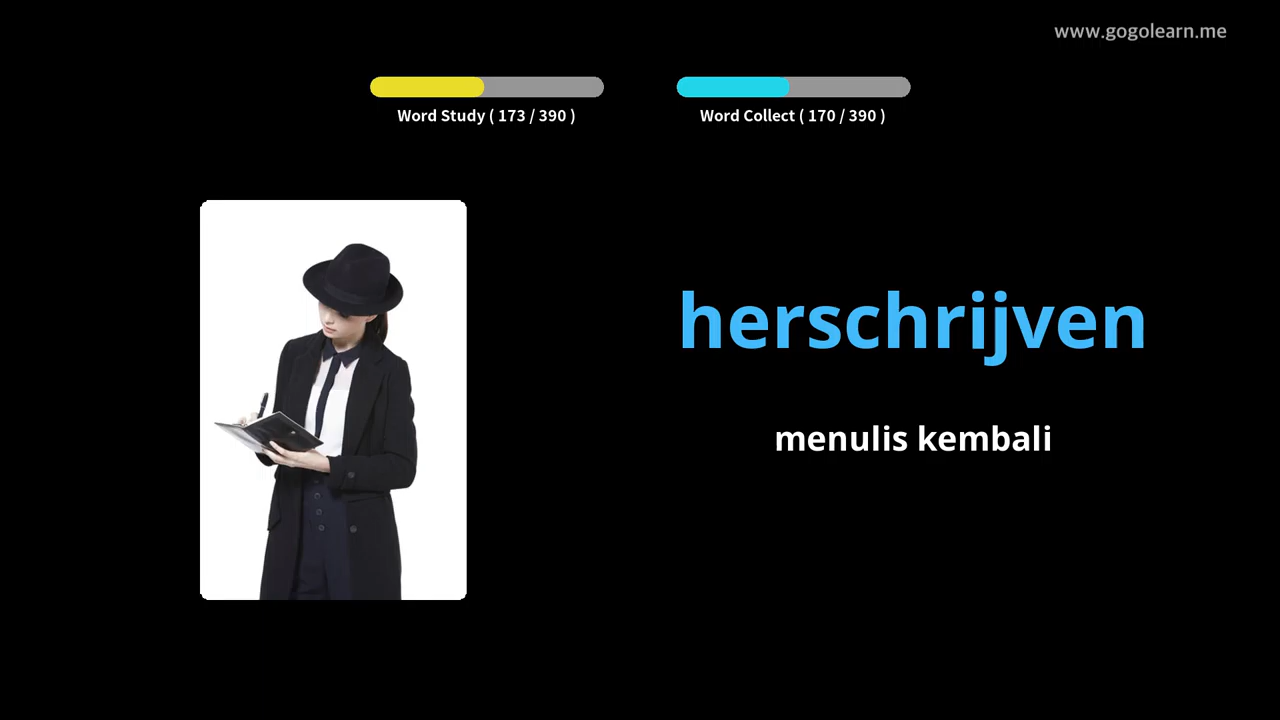 www.gogolearn.me
Word Study ( 173 / 390 )
Word Collect ( 170 / 390 )
herschrijven
menulis kembali